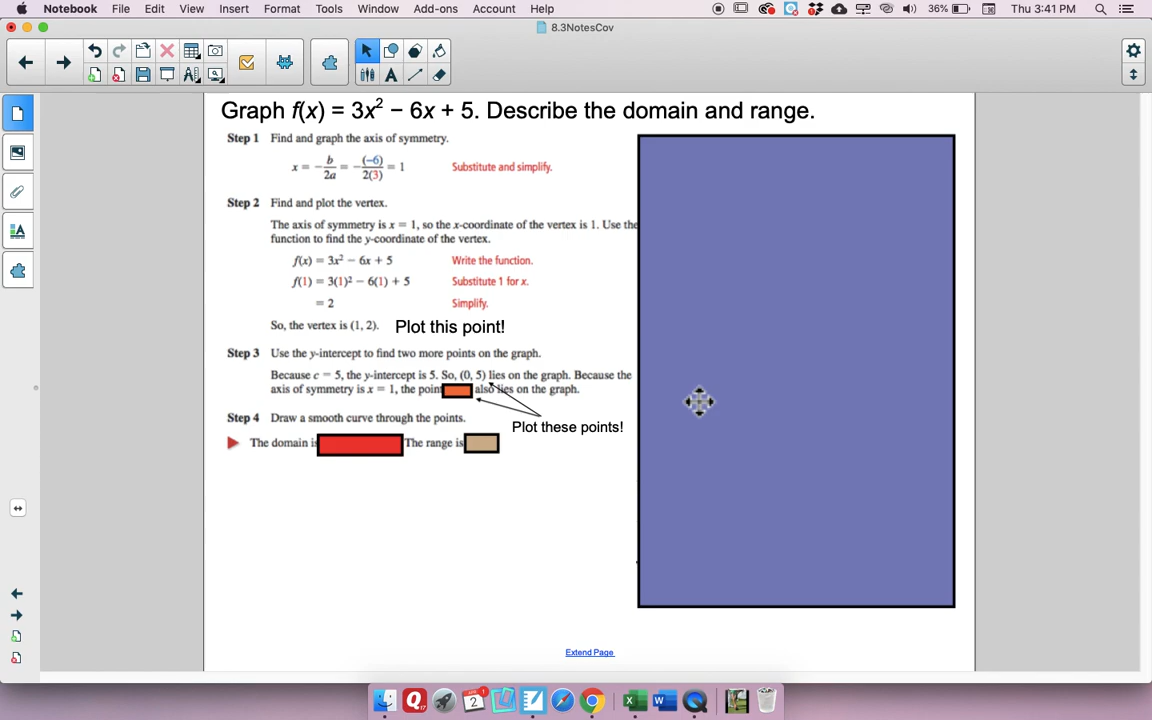 Notebook File Edit View Insert Format Tools Window Add-ons Account Help 36% Thu 3:41 PM
8.3NotesCov
Graph f(x) = 3x² − 6x + 5. Describe the domain and range.
Step 1 Find and graph the axis of symmetry.
x = −b/2a = −(−6)/2(3) = 1 Substitute and simplify.
Step 2 Find and plot the vertex.
The axis of symmetry is x = 1, so the x-coordinate of the vertex is 1. Use the
function to find the y-coordinate of the vertex.
f(x) = 3x² − 6x + 5 Write the function.
f(1) = 3(1)² − 6(1) + 5 Substitute 1 for x.
= 2 Simplify.
So, the vertex is (1, 2). Plot this point!
Step 3 Use the y-intercept to find two more points on the graph.
Because c = 5, the y-intercept is 5. So, (0, 5) lies on the graph. Because the
axis of symmetry is x = 1, the point also lies on the graph.
Step 4 Draw a smooth curve through the points.
Plot these points!
The domain is The range is
Extend Page